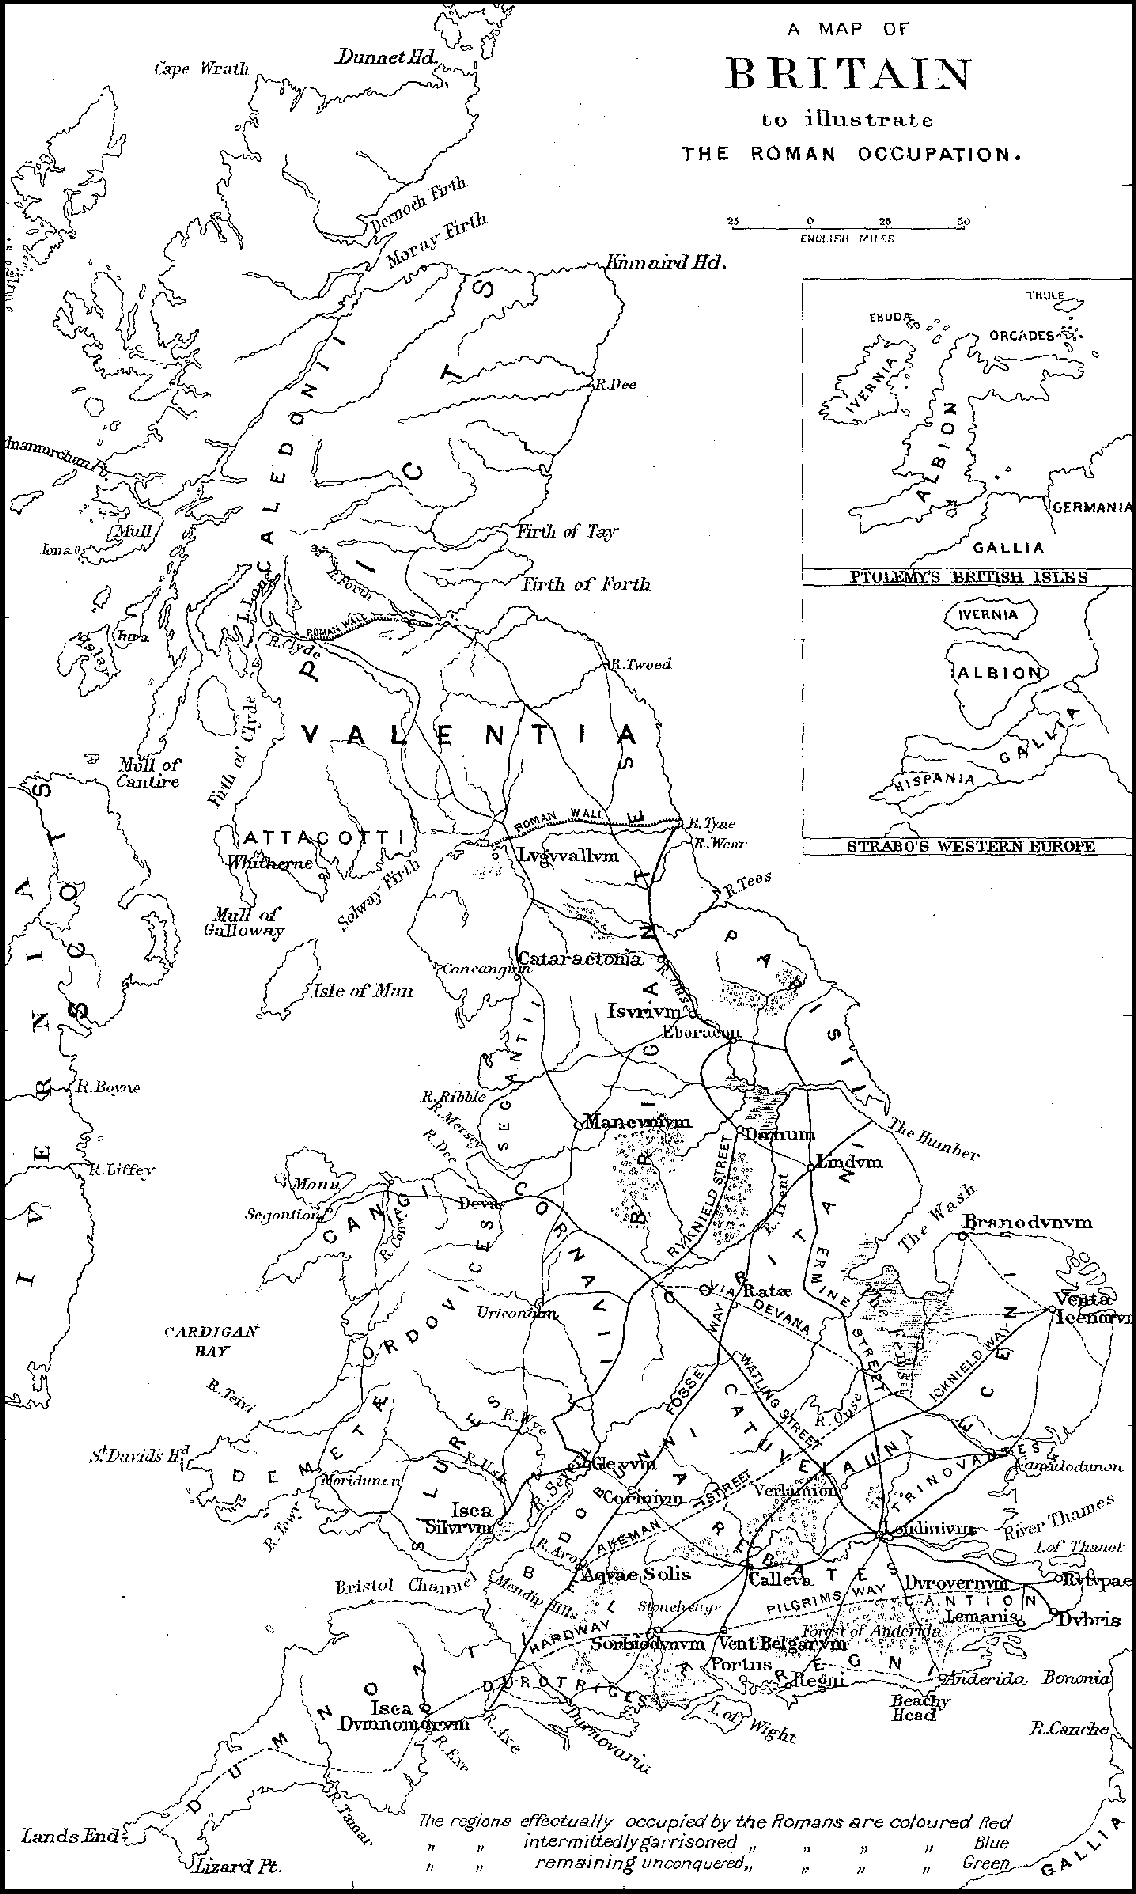 A MAP OF
BRITAIN
to illustrate
THE ROMAN OCCUPATION.
25 0 25 50
ENGLISH MILES
Cape Wrath
Dunnet Hd.
Dornoch Firth
Moray Firth
Kinnaird Hd.
R. Dee
CALEDONII
PICTS
Mull
Iona
Firth of Tay
Firth of Forth
R. Forth
L. Long
ROMAN WALL
R. Clyde
Islay
R. Tweed
VALENTIA
Firth of Clyde
Mull of
Cantire
ATTACOTTI
Whitherne
Solway Firth
Mull of
Galloway
ROMAN WALL
R. Tyne
R. Wear
Lvgvvallvm
R. Tees
Isle of Man
Concangium
Cataractonia
R. Ouse
Isvrivm
Eboracon
PARISII
BRIGANTES
SEGANTII
SCOTS
IVERNIA
R. Boyne
R. Liffey
R. Ribble
R. Mersey
R. Dee
Mancvnivm
Danum
Lindvm
The Humber
Mona
Segontion
CANGI
R. Conway
Deva
CORNAVII
RYKNIELD STREET
R. Trent
CORITANI
ERMINE STREET
The Wash
Branodvnvm
Venta
Icenorvm
ICENI
Uriconium
ORDOVICES
Ratæ
VIA DEVANA
FOSSE WAY
WATLING STREET
ICKNIELD WAY
R. Ouse
CATUVELAUNI
CARDIGAN
BAY
R. Teivi
St. Davids Hd.
DEMETÆ
Moridunum
R. Towy
SILURES
R. Wye
R. Usk
R. Severn
Isca
Silvrvm
Glevvm
DOBUNNI
Corinivm
AKEMAN STREET
Verlamion
TRINOVANTES
Camulodunon
Londinivm
River Thames
I. of Thanet
R. Avon
Aqvae Solis
Calleva
ATREBATES
Bristol Channel
Mendip Hills
BELGAE
Stonehenge
PILGRIMS WAY
Dvrovernvm
CANTION
Rvtvpae
Lemanis
Dvbris
HARDWAY
Sorbiodvnvm
Vent Belgarvm
Forest of Anderida
Portus
REGNI
Regni
Anderida
Bononia
Beachy
Head
I. of Wight
DUROTRIGES
Durnovaria
R. Axe
Isca
Dvmnoniorvm
R. Exe
DUMNONII
R. Tamar
Lands End
Lizard Pt.
R. Canche
GALLIA
THULE
EBUDÆ
ORCADES
IVERNIA
ALBION
GERMANIA
GALLIA
PTOLEMY'S BRITISH ISLES
IVERNIA
ALBION
GALLIA
HISPANIA
STRABO'S WESTERN EUROPE
The regions effectually occupied by the Romans are coloured Red
" " intermittedly garrisoned " " " " Blue
" " remaining unconquered " " " " Green